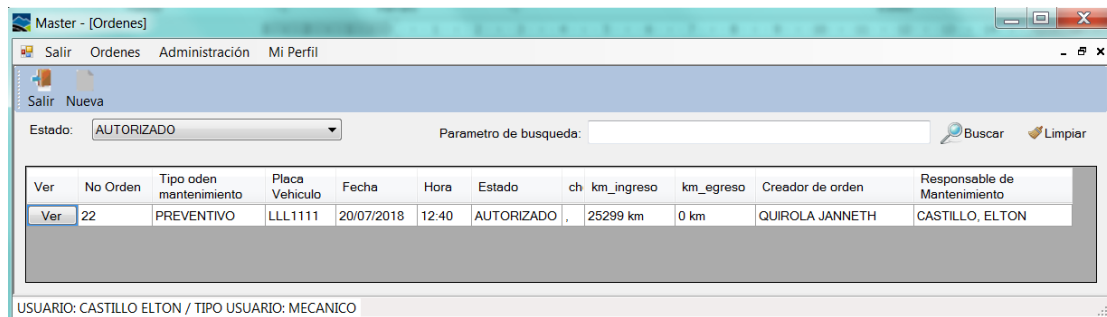 Master - [Ordenes]
Salir Ordenes Administración Mi Perfil
Salir Nueva
Estado: AUTORIZADO Parametro de busqueda: Buscar Limpiar
Ver No Orden Tipo oden mantenimiento Placa Vehiculo Fecha Hora Estado ch km_ingreso km_egreso Creador de orden Responsable de Mantenimiento
Ver 22 PREVENTIVO LLL1111 20/07/2018 12:40 AUTORIZADO , 25299 km 0 km QUIROLA JANNETH CASTILLO, ELTON
USUARIO: CASTILLO ELTON / TIPO USUARIO: MECANICO